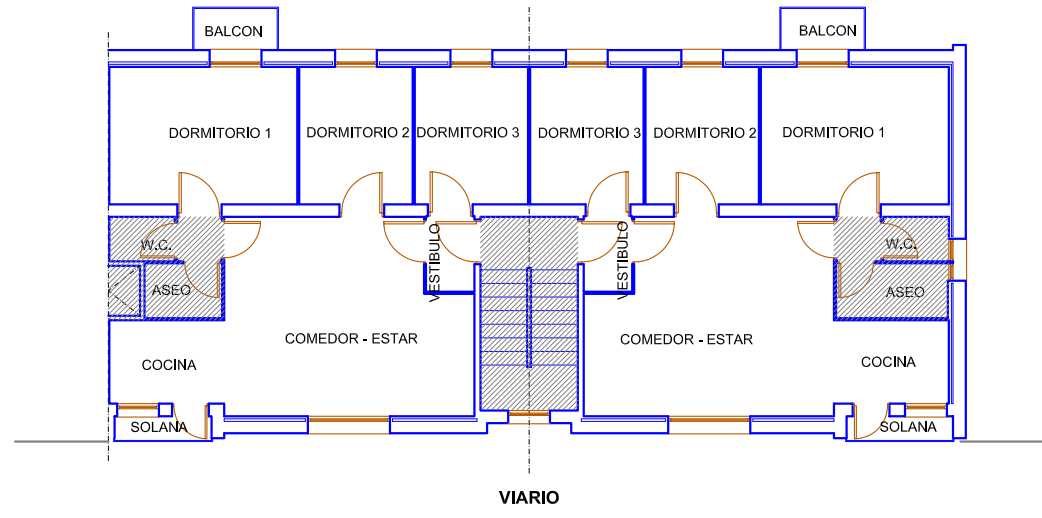 BALCON
BALCON
DORMITORIO 1
DORMITORIO 2
DORMITORIO 3
DORMITORIO 3
DORMITORIO 2
DORMITORIO 1
W.C.
VESTIBULO
VESTIBULO
W.C.
ASEO
ASEO
COMEDOR - ESTAR
COMEDOR - ESTAR
COCINA
COCINA
SOLANA
SOLANA
VIARIO